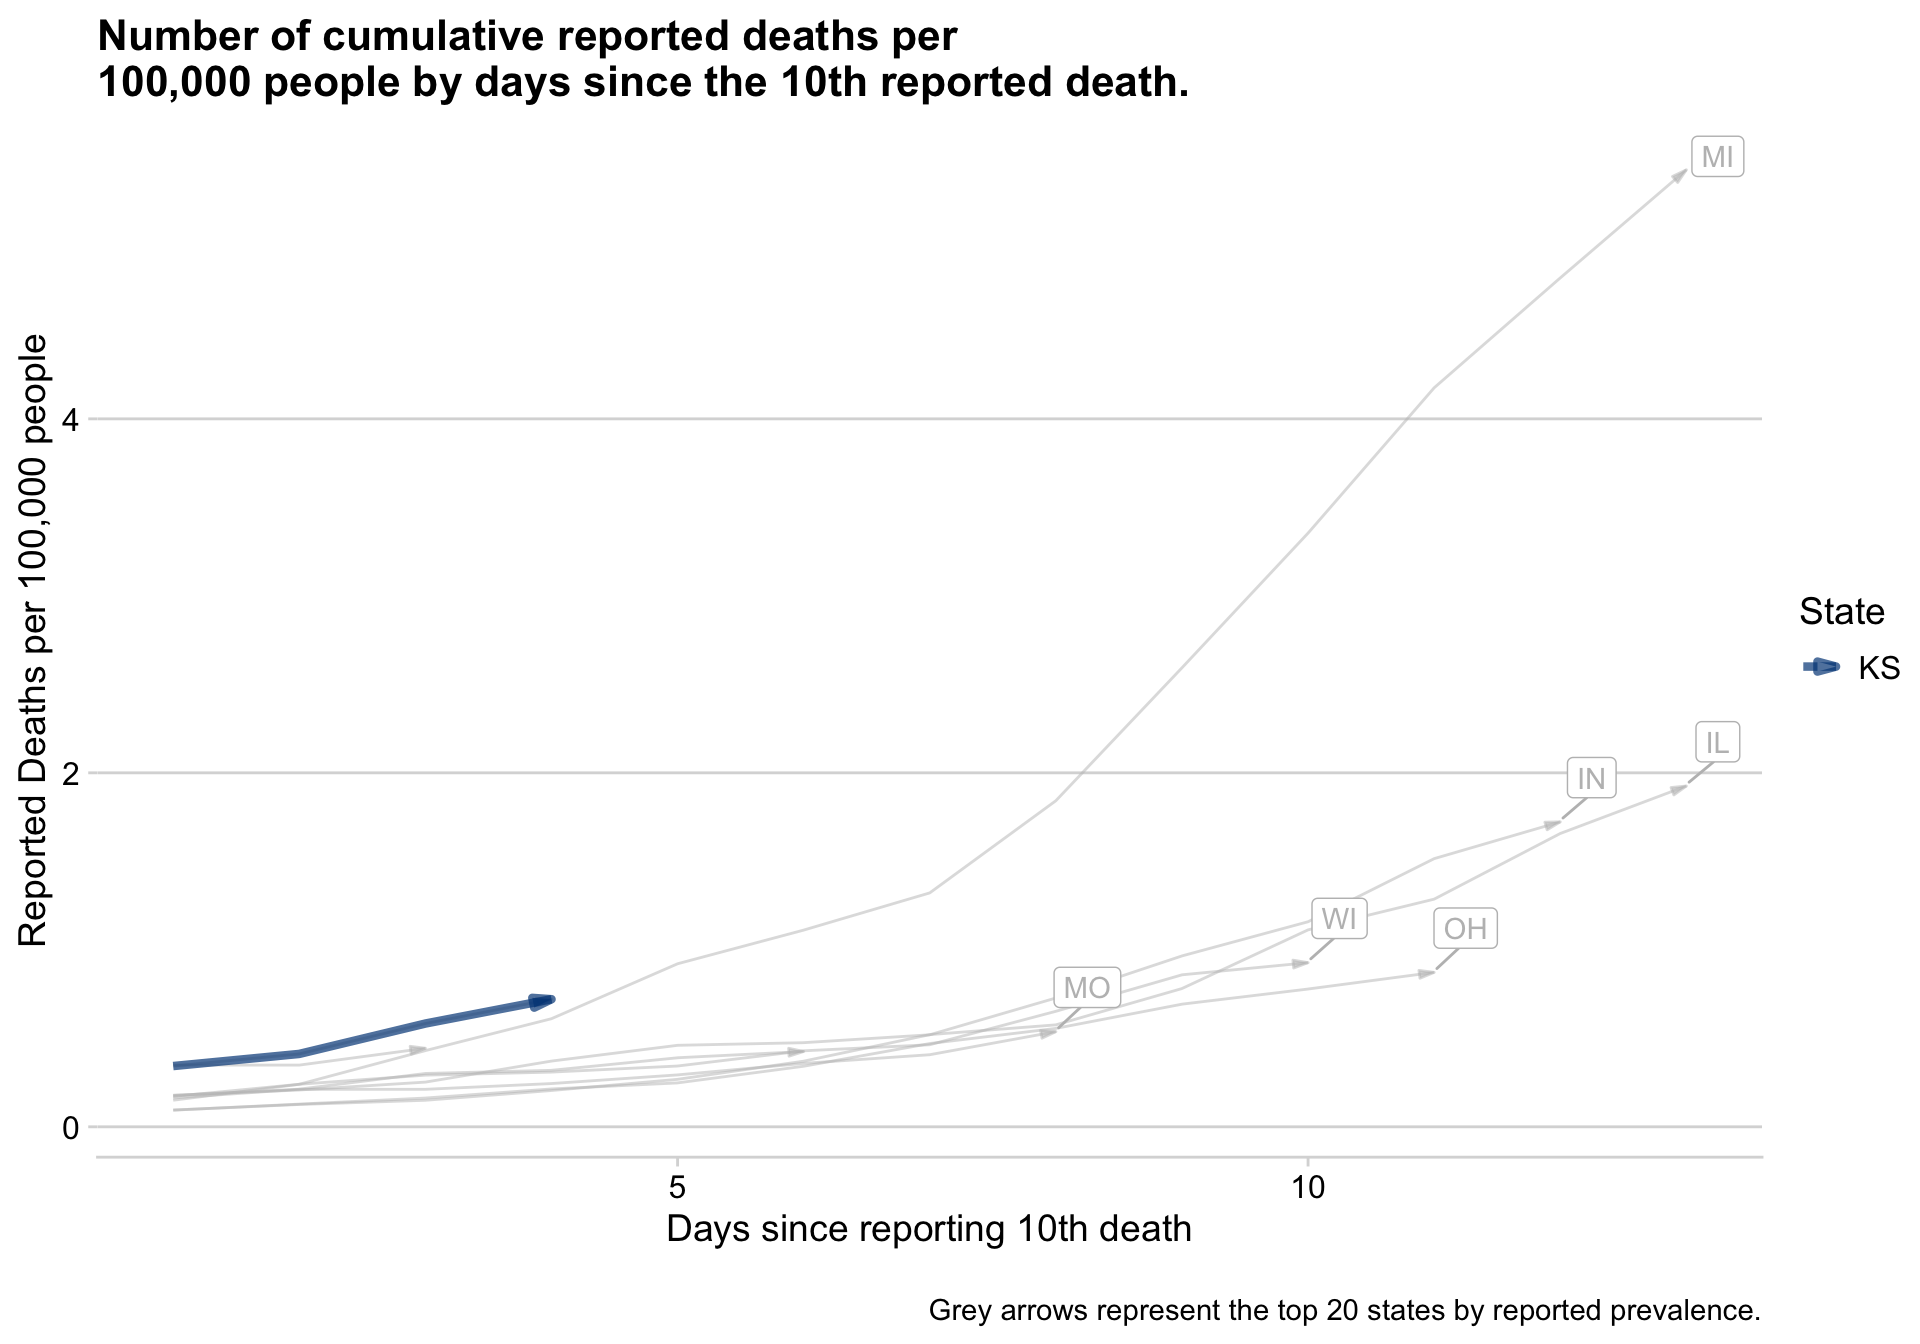 Number of cumulative reported deaths per
100,000 people by days since the 10th reported death.
Reported Deaths per 100,000 people
4
2
0
MI
IL
IN
WI
OH
MO
State
KS
5
10
Days since reporting 10th death
Grey arrows represent the top 20 states by reported prevalence.